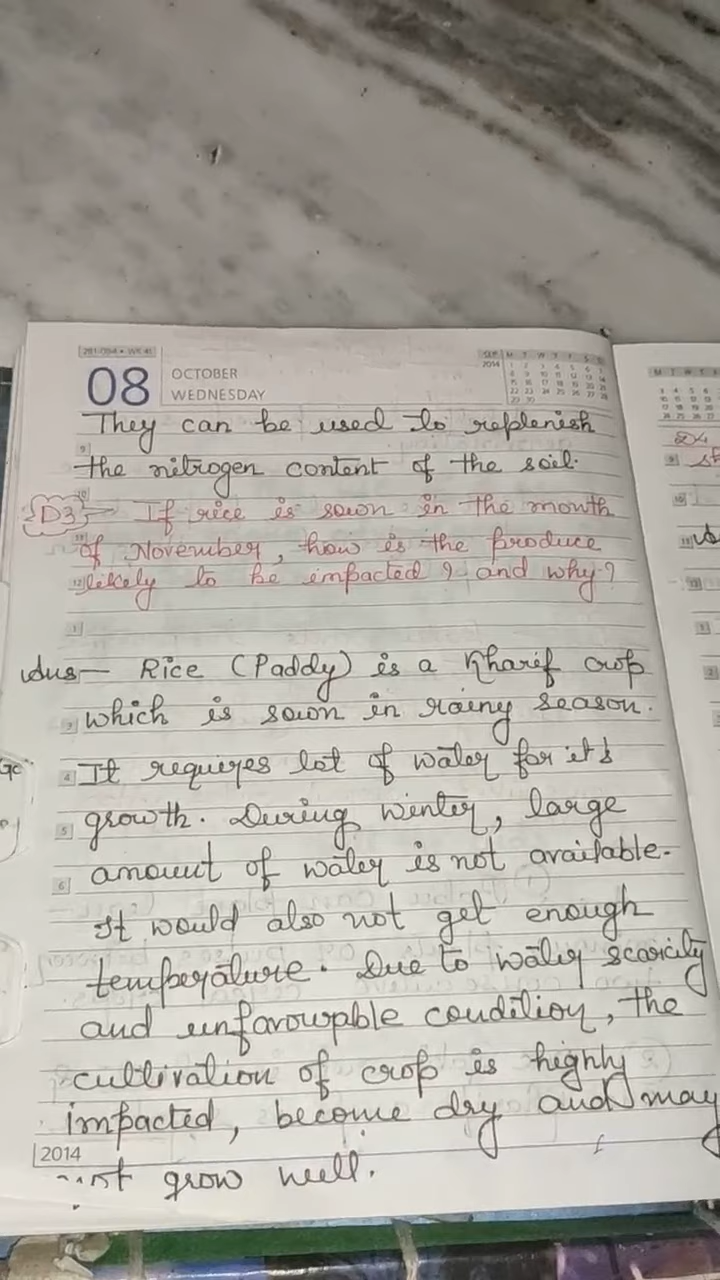 08
OCTOBER
WEDNESDAY
SEP
2014
M T W T F S S
They can be used to replenish
the nitrogen content of the soil.
D3 — If rice is sown in the month
of November, how is the produce
likely to be impacted ? and why?
Ans — Rice (Paddy) is a Kharif crop
which is sown in rainy season.
It requires lot of water for it's
growth. During winter, large
amount of water is not available.
It would also not get enough
temperature. Due to water scarcity
and unfavourable condition, the
cultivation of crop is highly
impacted, become dry and may
not grow well.
2014